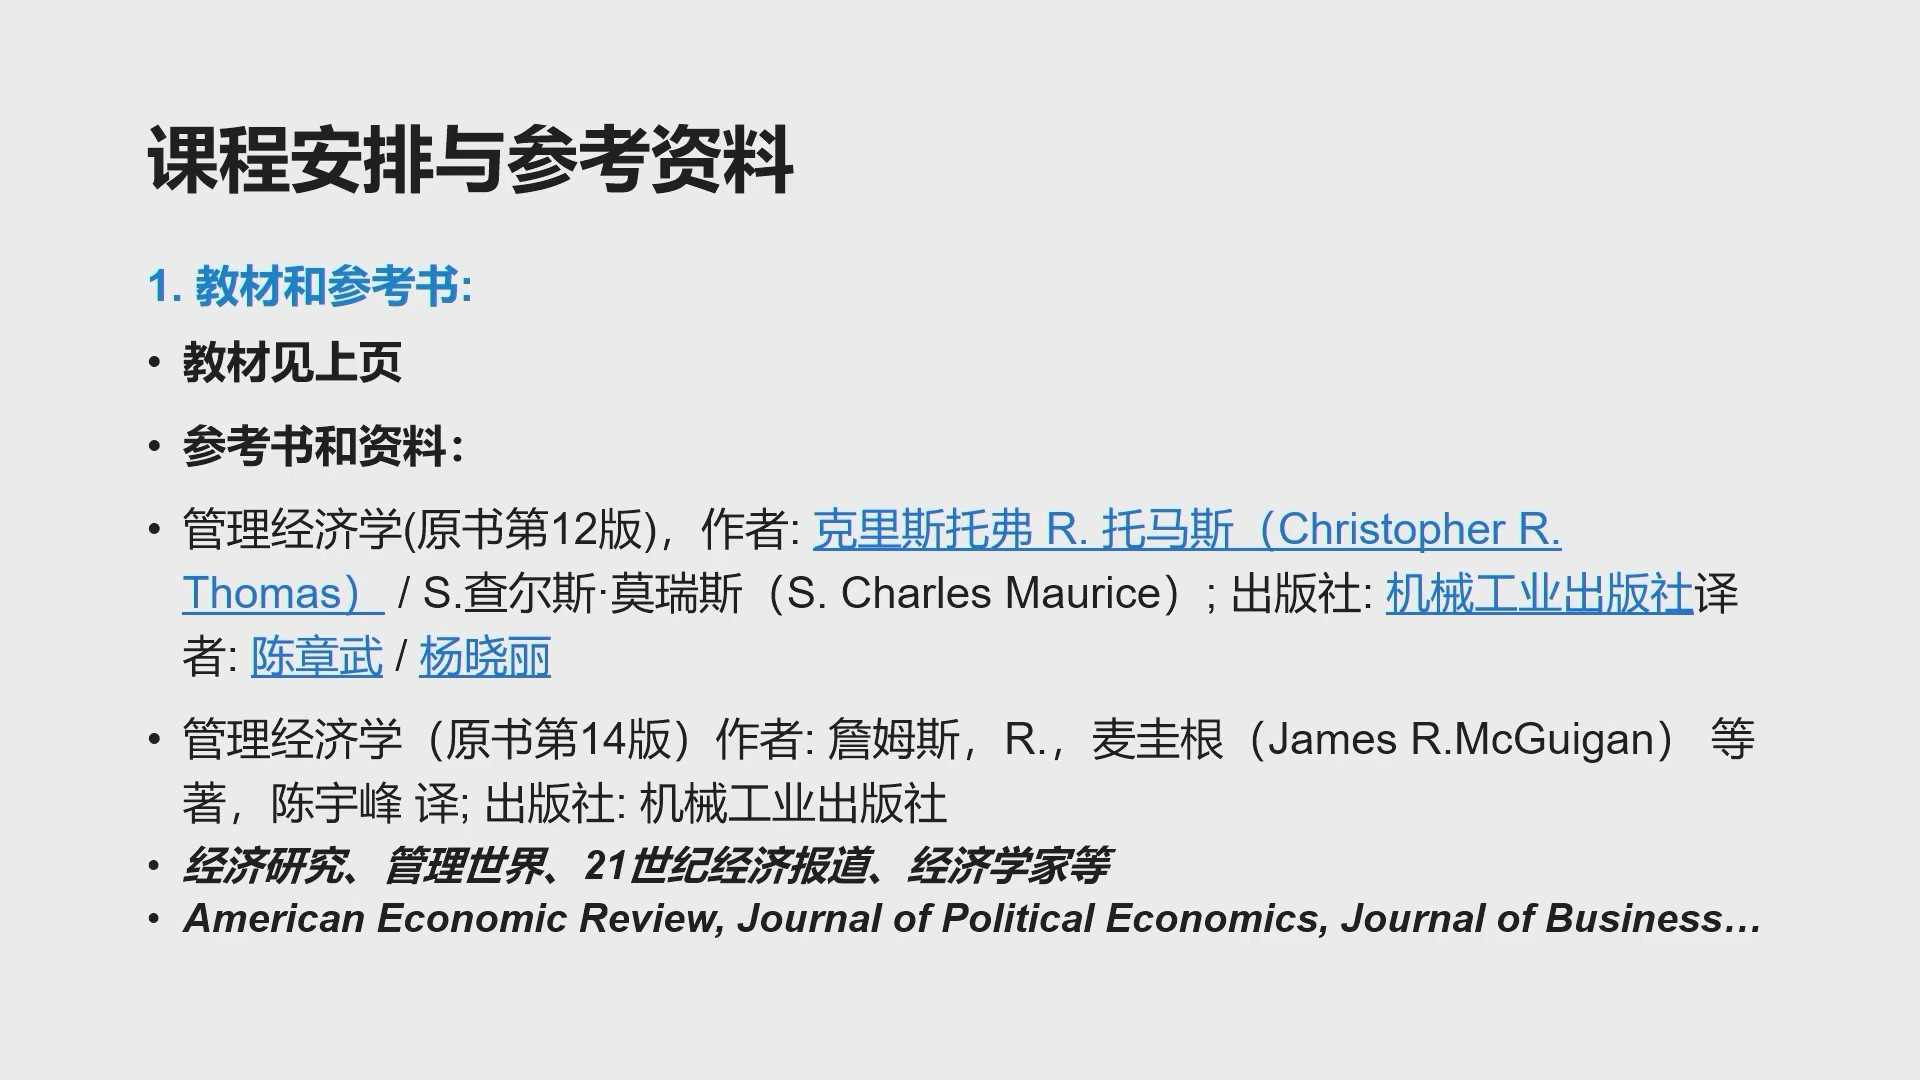 课程安排与参考资料
1. 教材和参考书:
• 教材见上页
• 参考书和资料：
• 管理经济学(原书第12版)，作者: 克里斯托弗 R. 托马斯（Christopher R.
Thomas） / S.查尔斯·莫瑞斯（S. Charles Maurice）; 出版社: 机械工业出版社译
者: 陈章武 / 杨晓丽
• 管理经济学（原书第14版）作者: 詹姆斯，R.，麦圭根（James R.McGuigan） 等
著，陈宇峰 译; 出版社: 机械工业出版社
• 经济研究、管理世界、21世纪经济报道、经济学家等
• American Economic Review, Journal of Political Economics, Journal of Business…